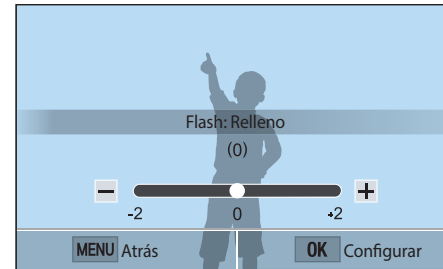 Flash: Relleno
(0)
− +
-2 0 +2
MENU Atrás OK Configurar